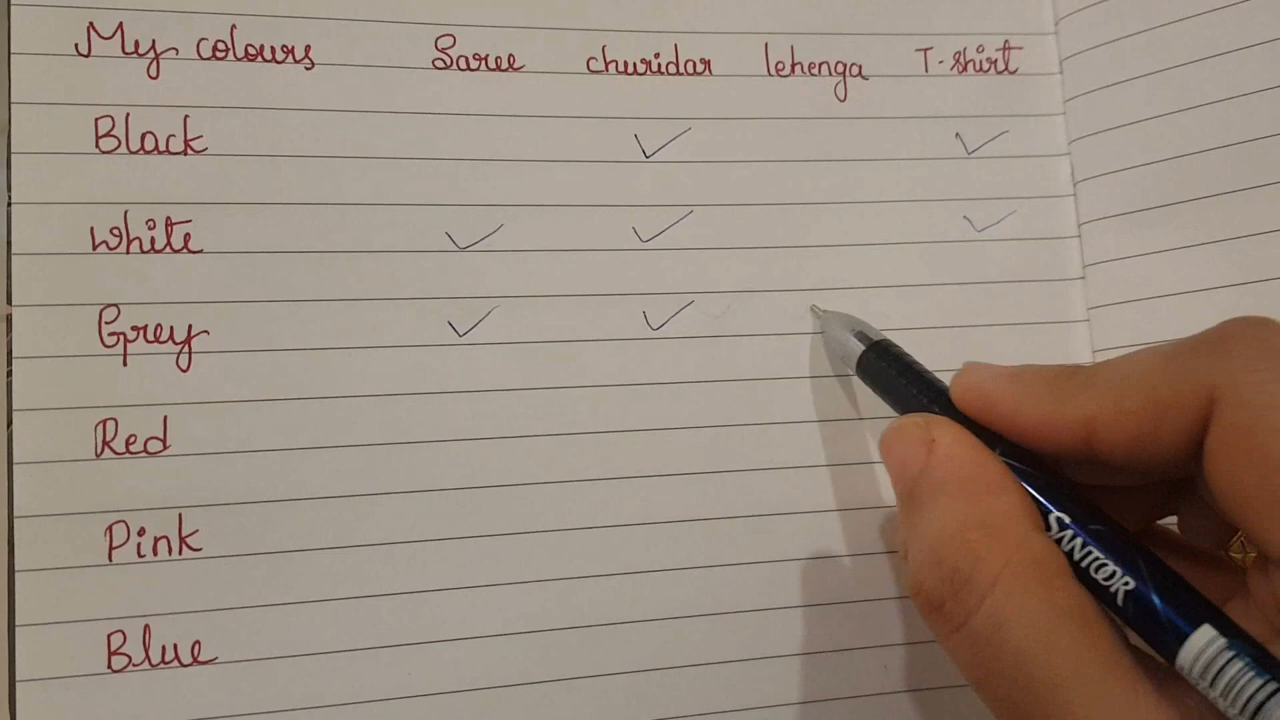 My colours Saree churidar lehenga T-shirt
Black ✓ ✓
white ✓ ✓ ✓
Grey ✓ ✓
Red
Pink
Blue
SANTOOR